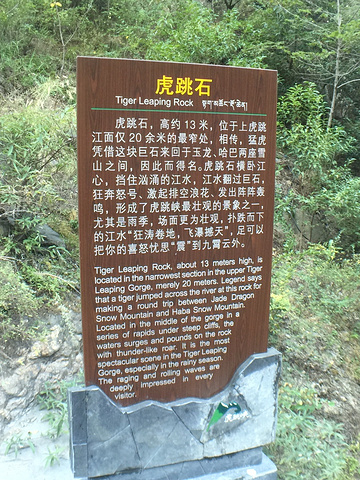 虎跳石
Tiger Leaping Rock
虎跳石，高约 13 米，位于上虎跳
江面仅 20 余米的最窄处，相传，猛虎
凭借这块巨石来回于玉龙、哈巴两座雪
山之间，因此而得名。虎跳石横卧江
心，挡住汹涌的江水，江水翻过巨石，
狂奔怒号、激起排空浪花、发出阵阵轰
鸣，形成了虎跳峡最壮观的景象之一，
尤其是雨季，场面更为壮观，扑跌而下
的江水“狂涛卷地，飞瀑撼天”，足可以
把你的喜怒忧思“震”到九霄云外。
Tiger Leaping Rock, about 13 meters high, is
located in the narrowest section in the upper Tiger
Leaping Gorge, merely 20 meters. Legend says
that a tiger jumped across the river at this rock for
making a round trip between Jade Dragon
Snow Mountain and Haba Snow Mountain.
Located in the middle of the gorge in a
series of rapids under steep cliffs, the
waters surges and pounds on the rock
with thunder-like roar. It is the most
spectacular scene in the Tiger Leaping
Gorge, especially in the rainy season.
The raging and rolling waves are
deeply impressed in every
visitor.